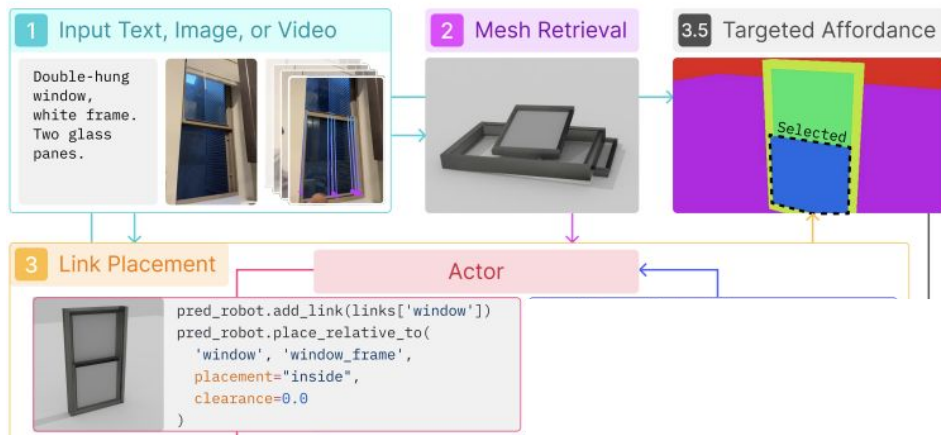 1 Input Text, Image, or Video
Double-hung
window,
white frame.
Two glass
panes.
2 Mesh Retrieval
3.5 Targeted Affordance
Selected
3 Link Placement
Actor
pred_robot.add_link(links['window'])
pred_robot.place_relative_to(
'window', 'window_frame',
placement="inside",
clearance=0.0
)